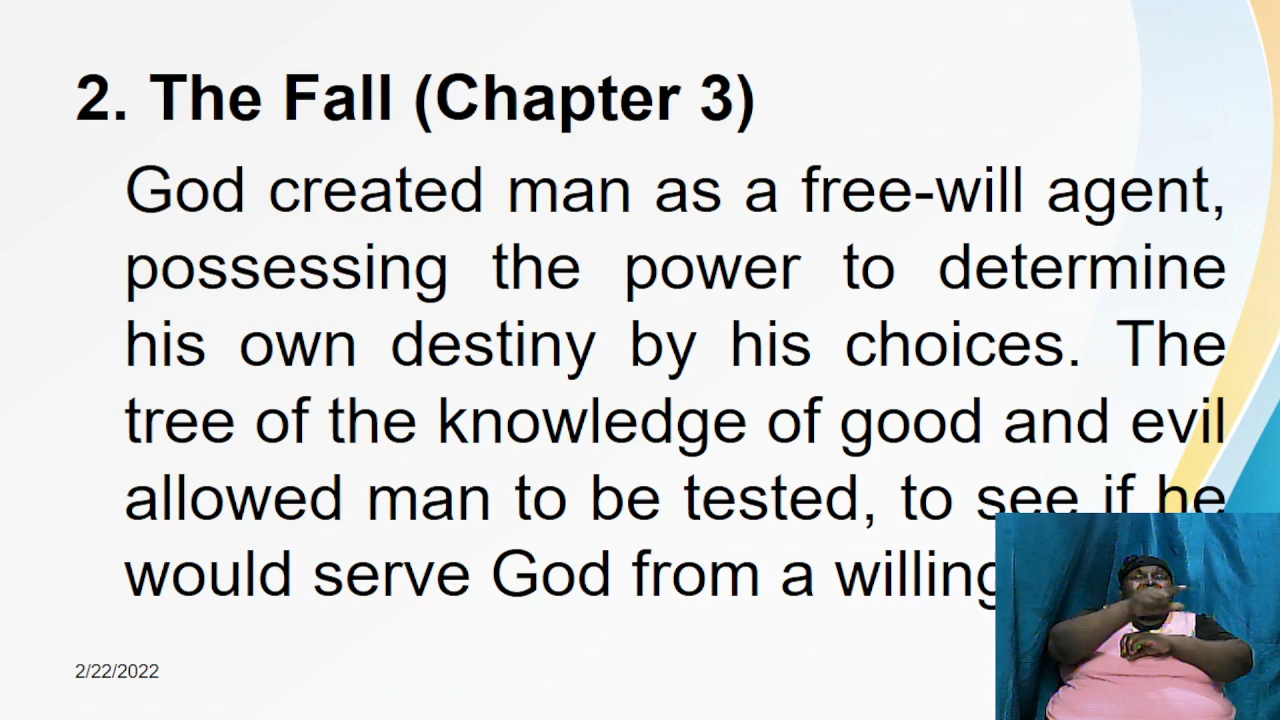 2. The Fall (Chapter 3)
God created man as a free-will agent,
possessing the power to determine
his own destiny by his choices. The
tree of the knowledge of good and evil
allowed man to be tested, to see if he
would serve God from a willing
2/22/2022